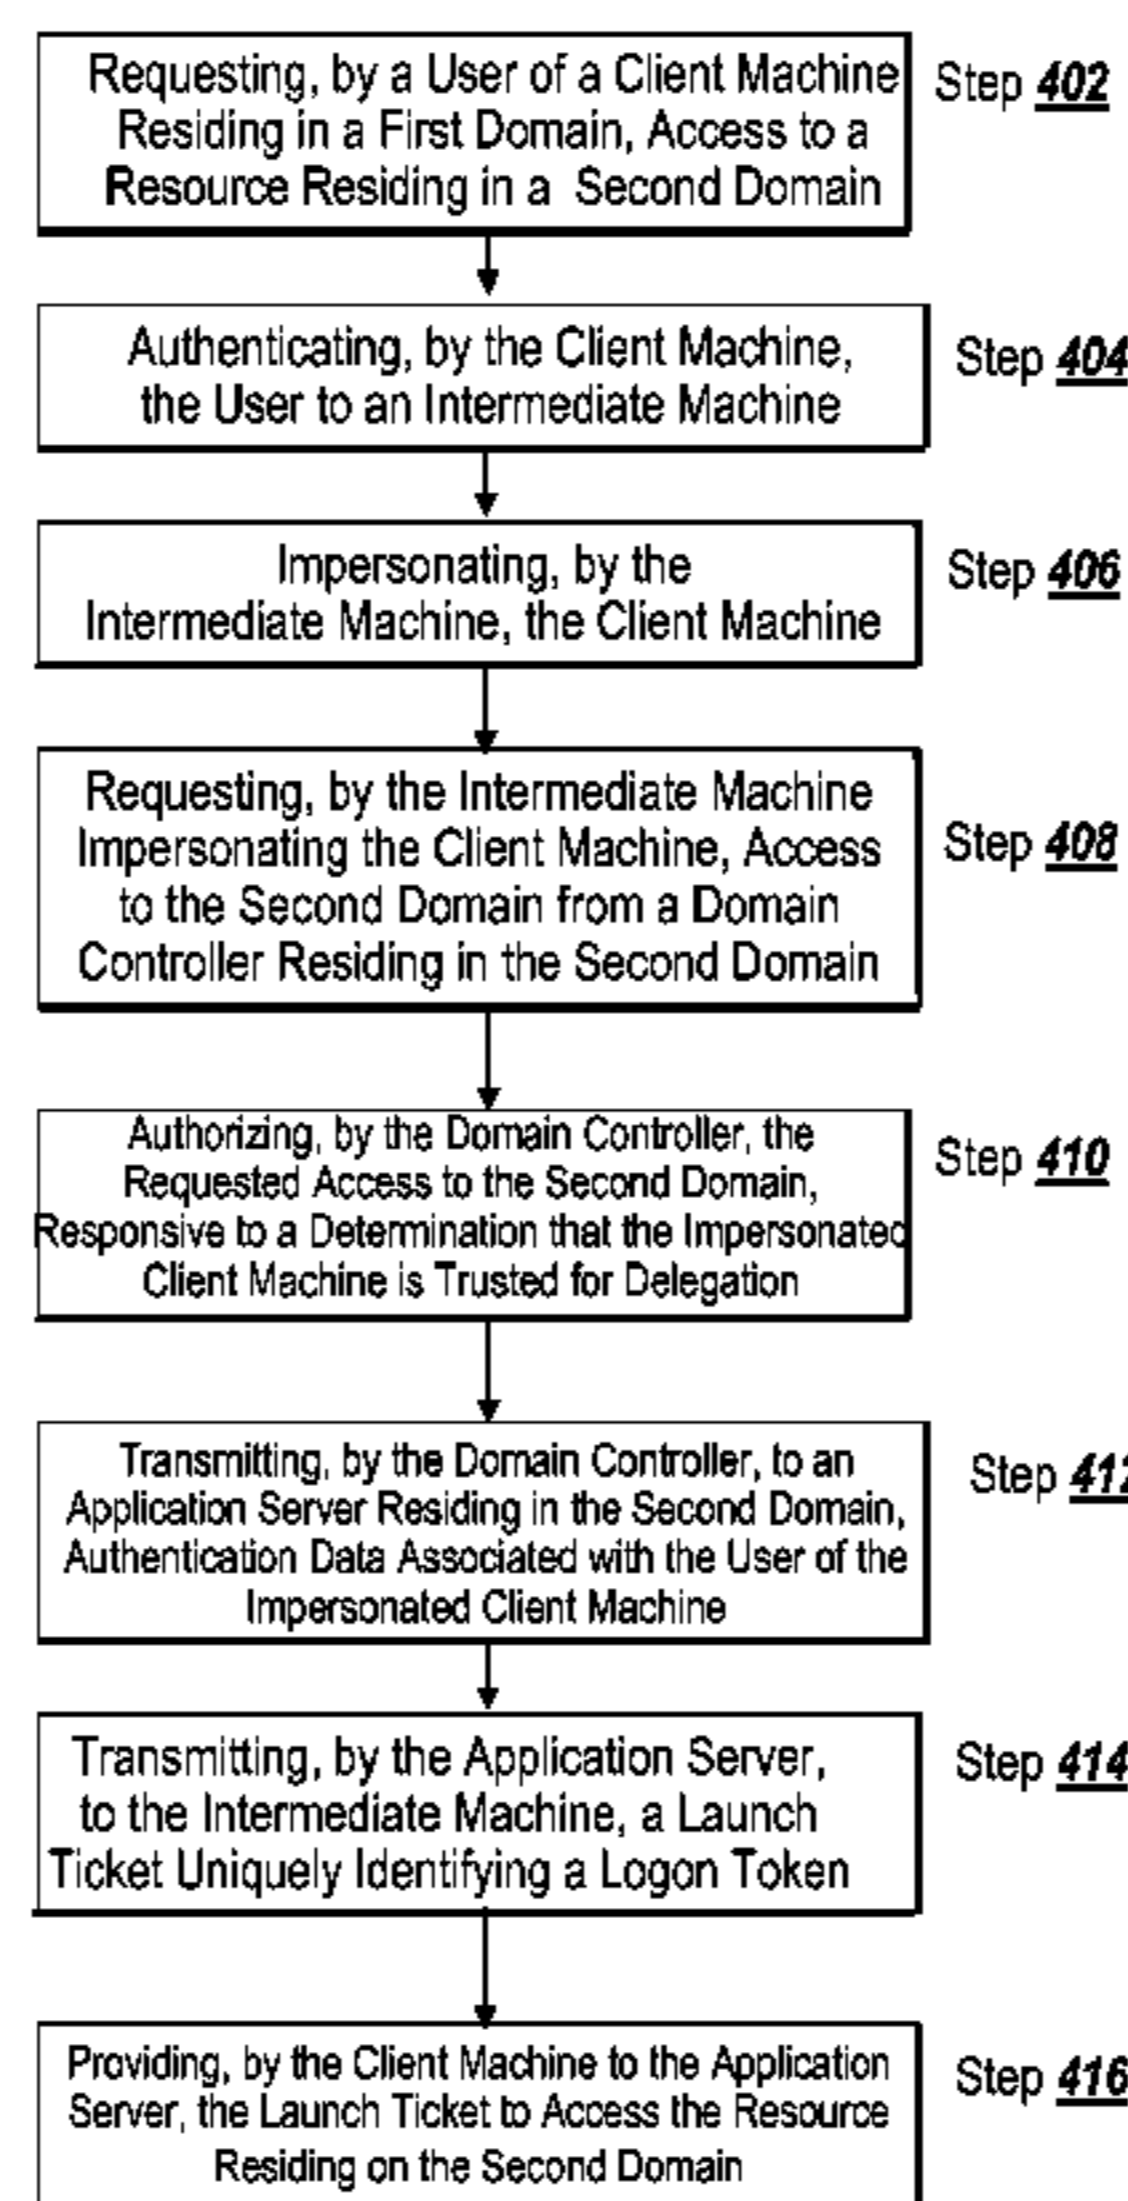 Requesting, by a User of a Client Machine
Residing in a First Domain, Access to a
Resource Residing in a Second Domain
Step 402
Authenticating, by the Client Machine,
the User to an Intermediate Machine
Step 404
Impersonating, by the
Intermediate Machine, the Client Machine
Step 406
Requesting, by the Intermediate Machine
Impersonating the Client Machine, Access
to the Second Domain from a Domain
Controller Residing in the Second Domain
Step 408
Authorizing, by the Domain Controller, the
Requested Access to the Second Domain,
Responsive to a Determination that the Impersonated
Client Machine is Trusted for Delegation
Step 410
Transmitting, by the Domain Controller, to an
Application Server Residing in the Second Domain,
Authentication Data Associated with the User of the
Impersonated Client Machine
Step 412
Transmitting, by the Application Server,
to the Intermediate Machine, a Launch
Ticket Uniquely Identifying a Logon Token
Step 414
Providing, by the Client Machine to the Application
Server, the Launch Ticket to Access the Resource
Residing on the Second Domain
Step 416